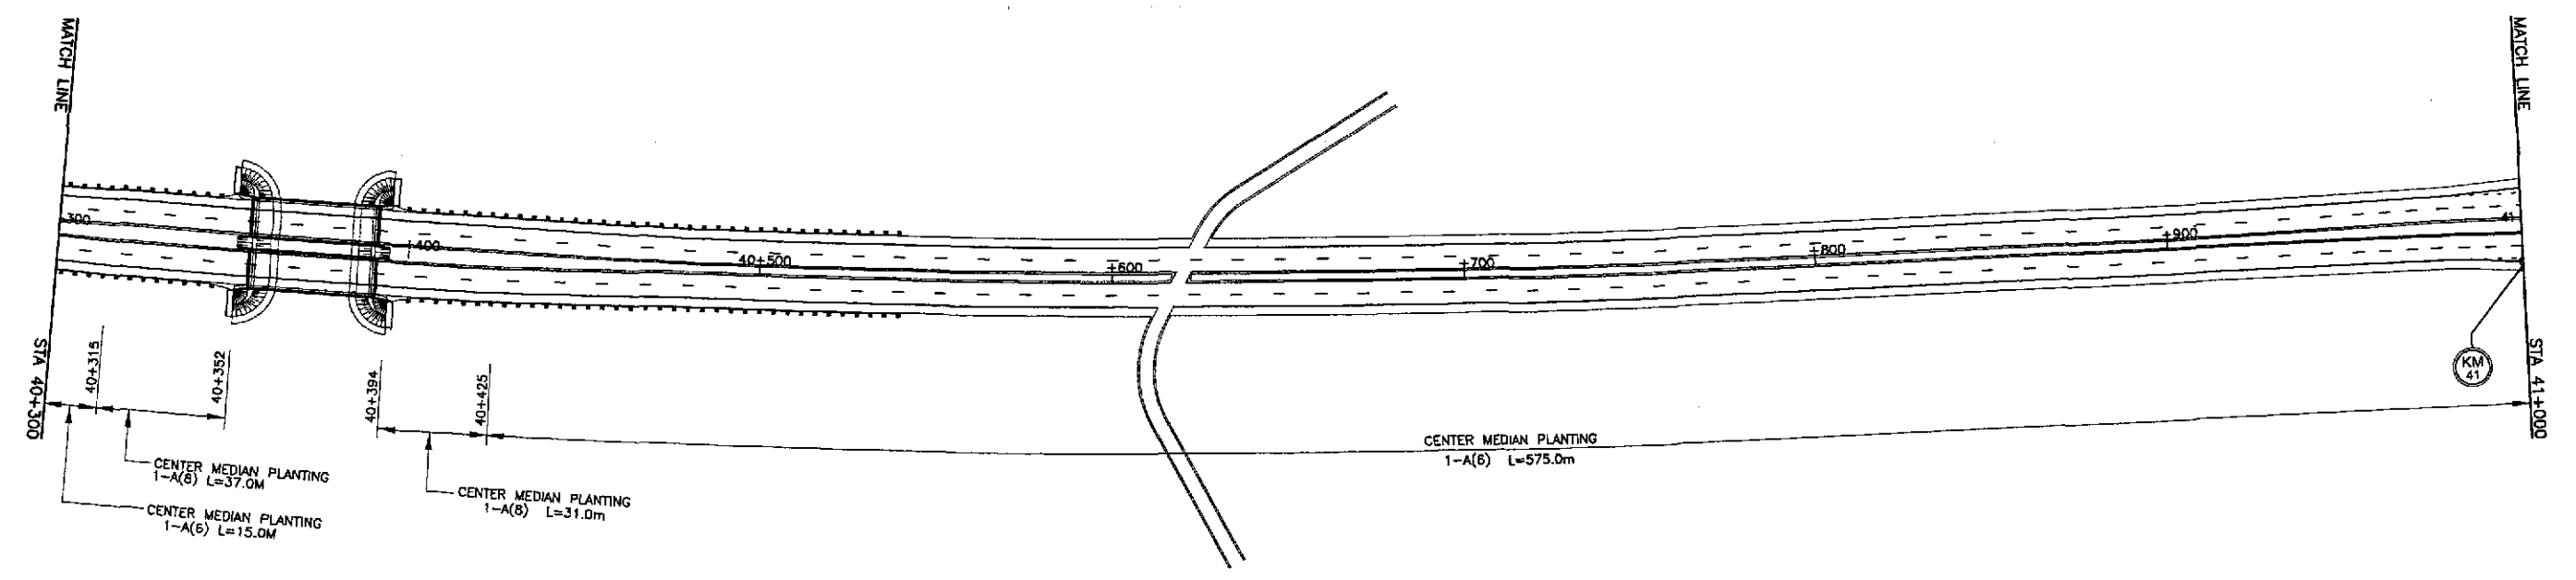 MATCH LINE
MATCH LINE
300
+400
40+500
+600
+700
+800
+900
41
STA 40+300
40+315
40+352
40+394
40+425
KM
41
STA 41+000
CENTER MEDIAN PLANTING
1-A(6) L=575.0m
CENTER MEDIAN PLANTING
1-A(8) L=37.0M
CENTER MEDIAN PLANTING
1-A(8) L=31.0m
CENTER MEDIAN PLANTING
1-A(6) L=15.0M